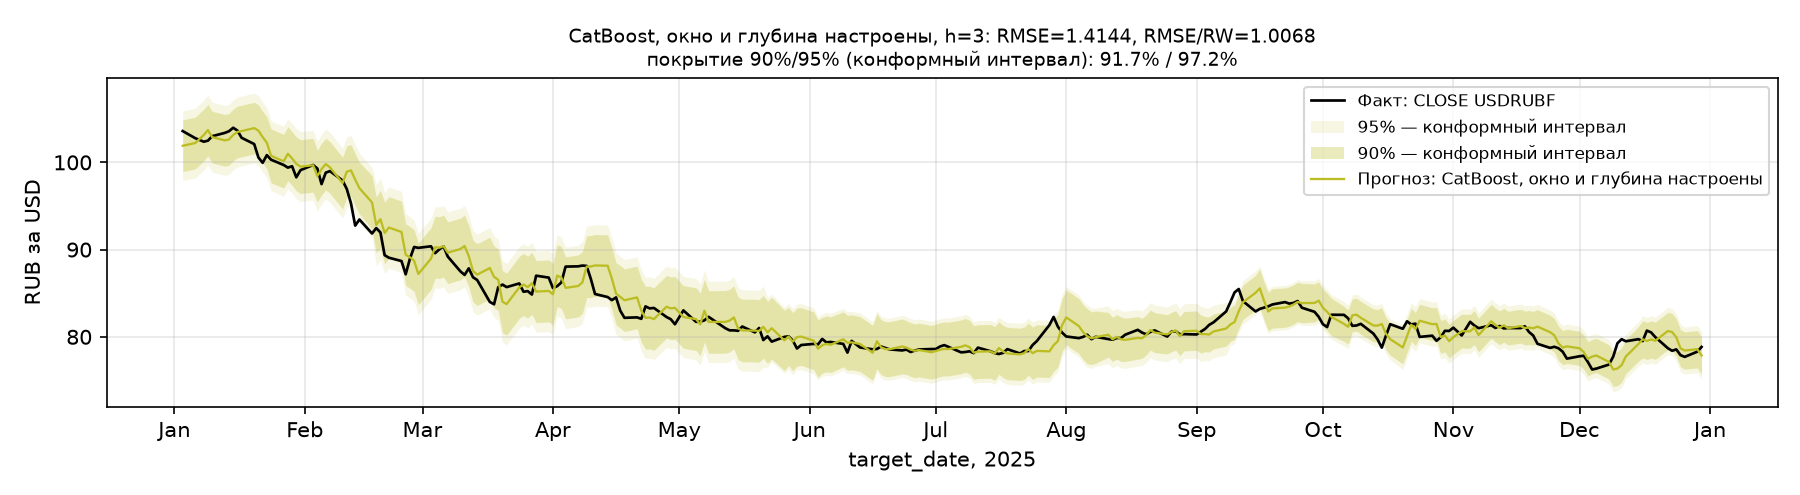 CatBoost, окно и глубина настроены, h=3: RMSE=1.4144, RMSE/RW=1.0068
покрытие 90%/95% (конформный интервал): 91.7% / 97.2%
Факт: CLOSE USDRUBF
95% — конформный интервал
90% — конформный интервал
Прогноз: CatBoost, окно и глубина настроены
RUB за USD
100
90
80
Jan Feb Mar Apr May Jun Jul Aug Sep Oct Nov Dec Jan
target_date, 2025